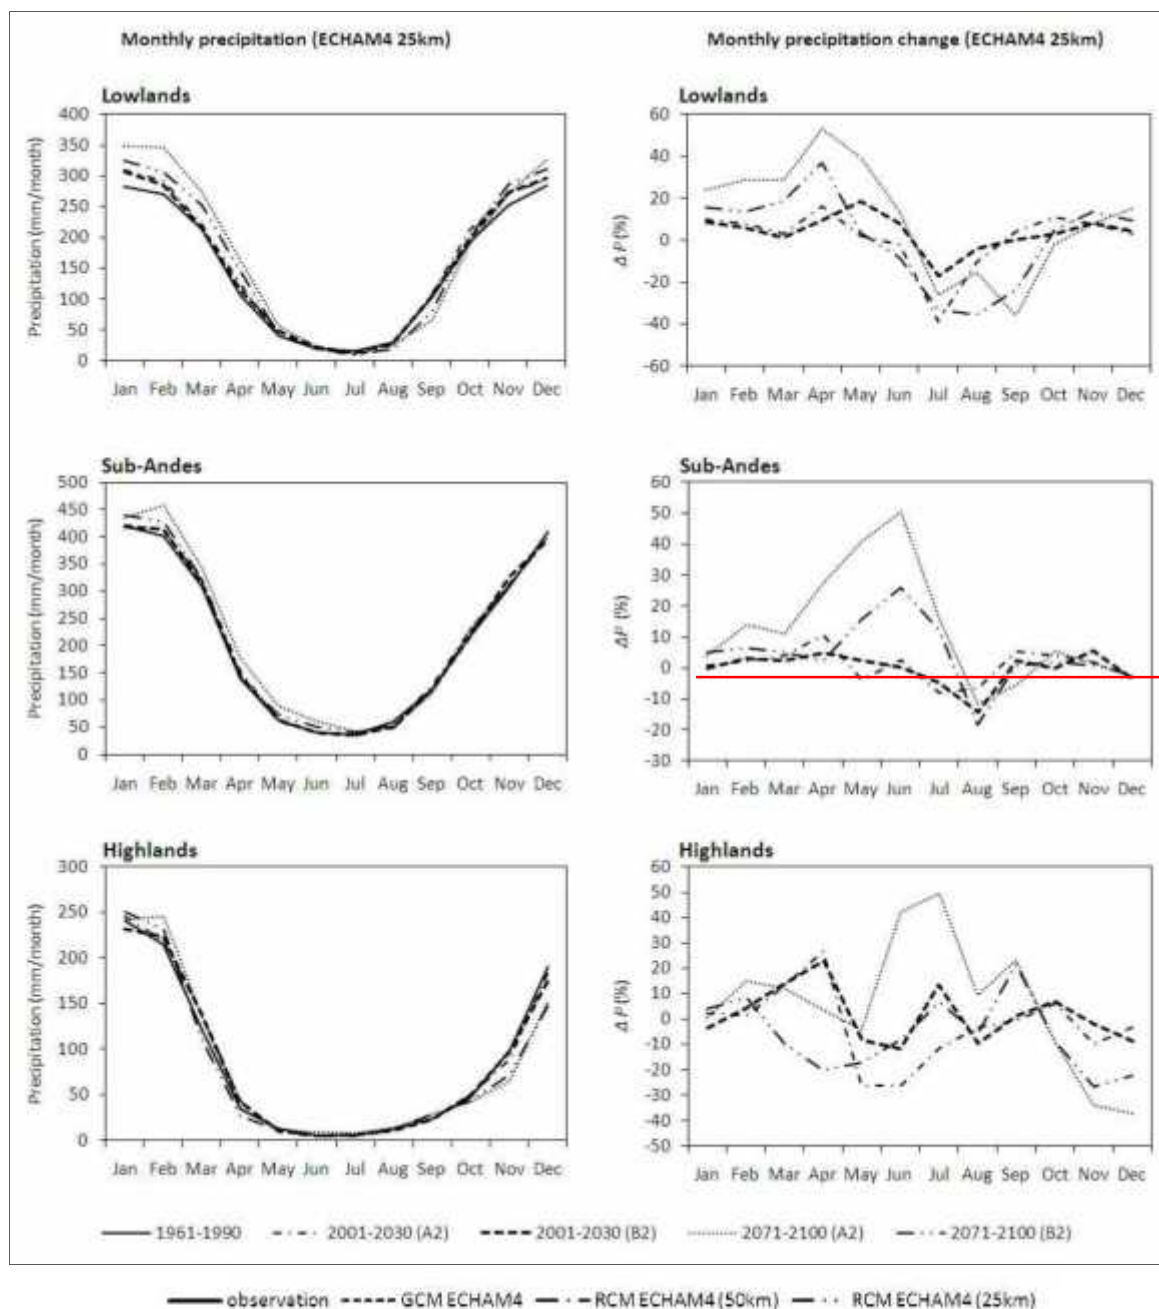 Monthly precipitation (ECHAM4 25km)
Monthly precipitation change (ECHAM4 25km)
Lowlands
Precipitation (mm/month)
400
350
300
250
200
150
100
50
0
Jan Feb Mar Apr May Jun Jul Aug Sep Oct Nov Dec
Lowlands
Δ P (%)
60
40
20
0
-20
-40
-60
Jan Feb Mar Apr May Jun Jul Aug Sep Oct Nov Dec
Sub-Andes
Precipitation (mm/month)
500
450
400
350
300
250
200
150
100
50
0
Jan Feb Mar Apr May Jun Jul Aug Sep Oct Nov Dec
Sub-Andes
ΔP (%)
60
50
40
30
20
10
0
-10
-20
-30
Jan Feb Mar Apr May Jun Jul Aug Sep Oct Nov Dec
Highlands
Precipitation (mm/month)
300
250
200
150
100
50
0
Jan Feb Mar Apr May Jun Jul Aug Sep Oct Nov Dec
Highlands
Δ P (%)
60
50
40
30
20
10
0
-10
-20
-30
-40
-50
Jan Feb Mar Apr May Jun Jul Aug Sep Oct Nov Dec
1961-1990 2001-2030 (A2) 2001-2030 (B2) 2071-2100 (A2) 2071-2100 (B2)
observation GCM ECHAM4 RCM ECHAM4 (50km) RCM ECHAM4 (25km)